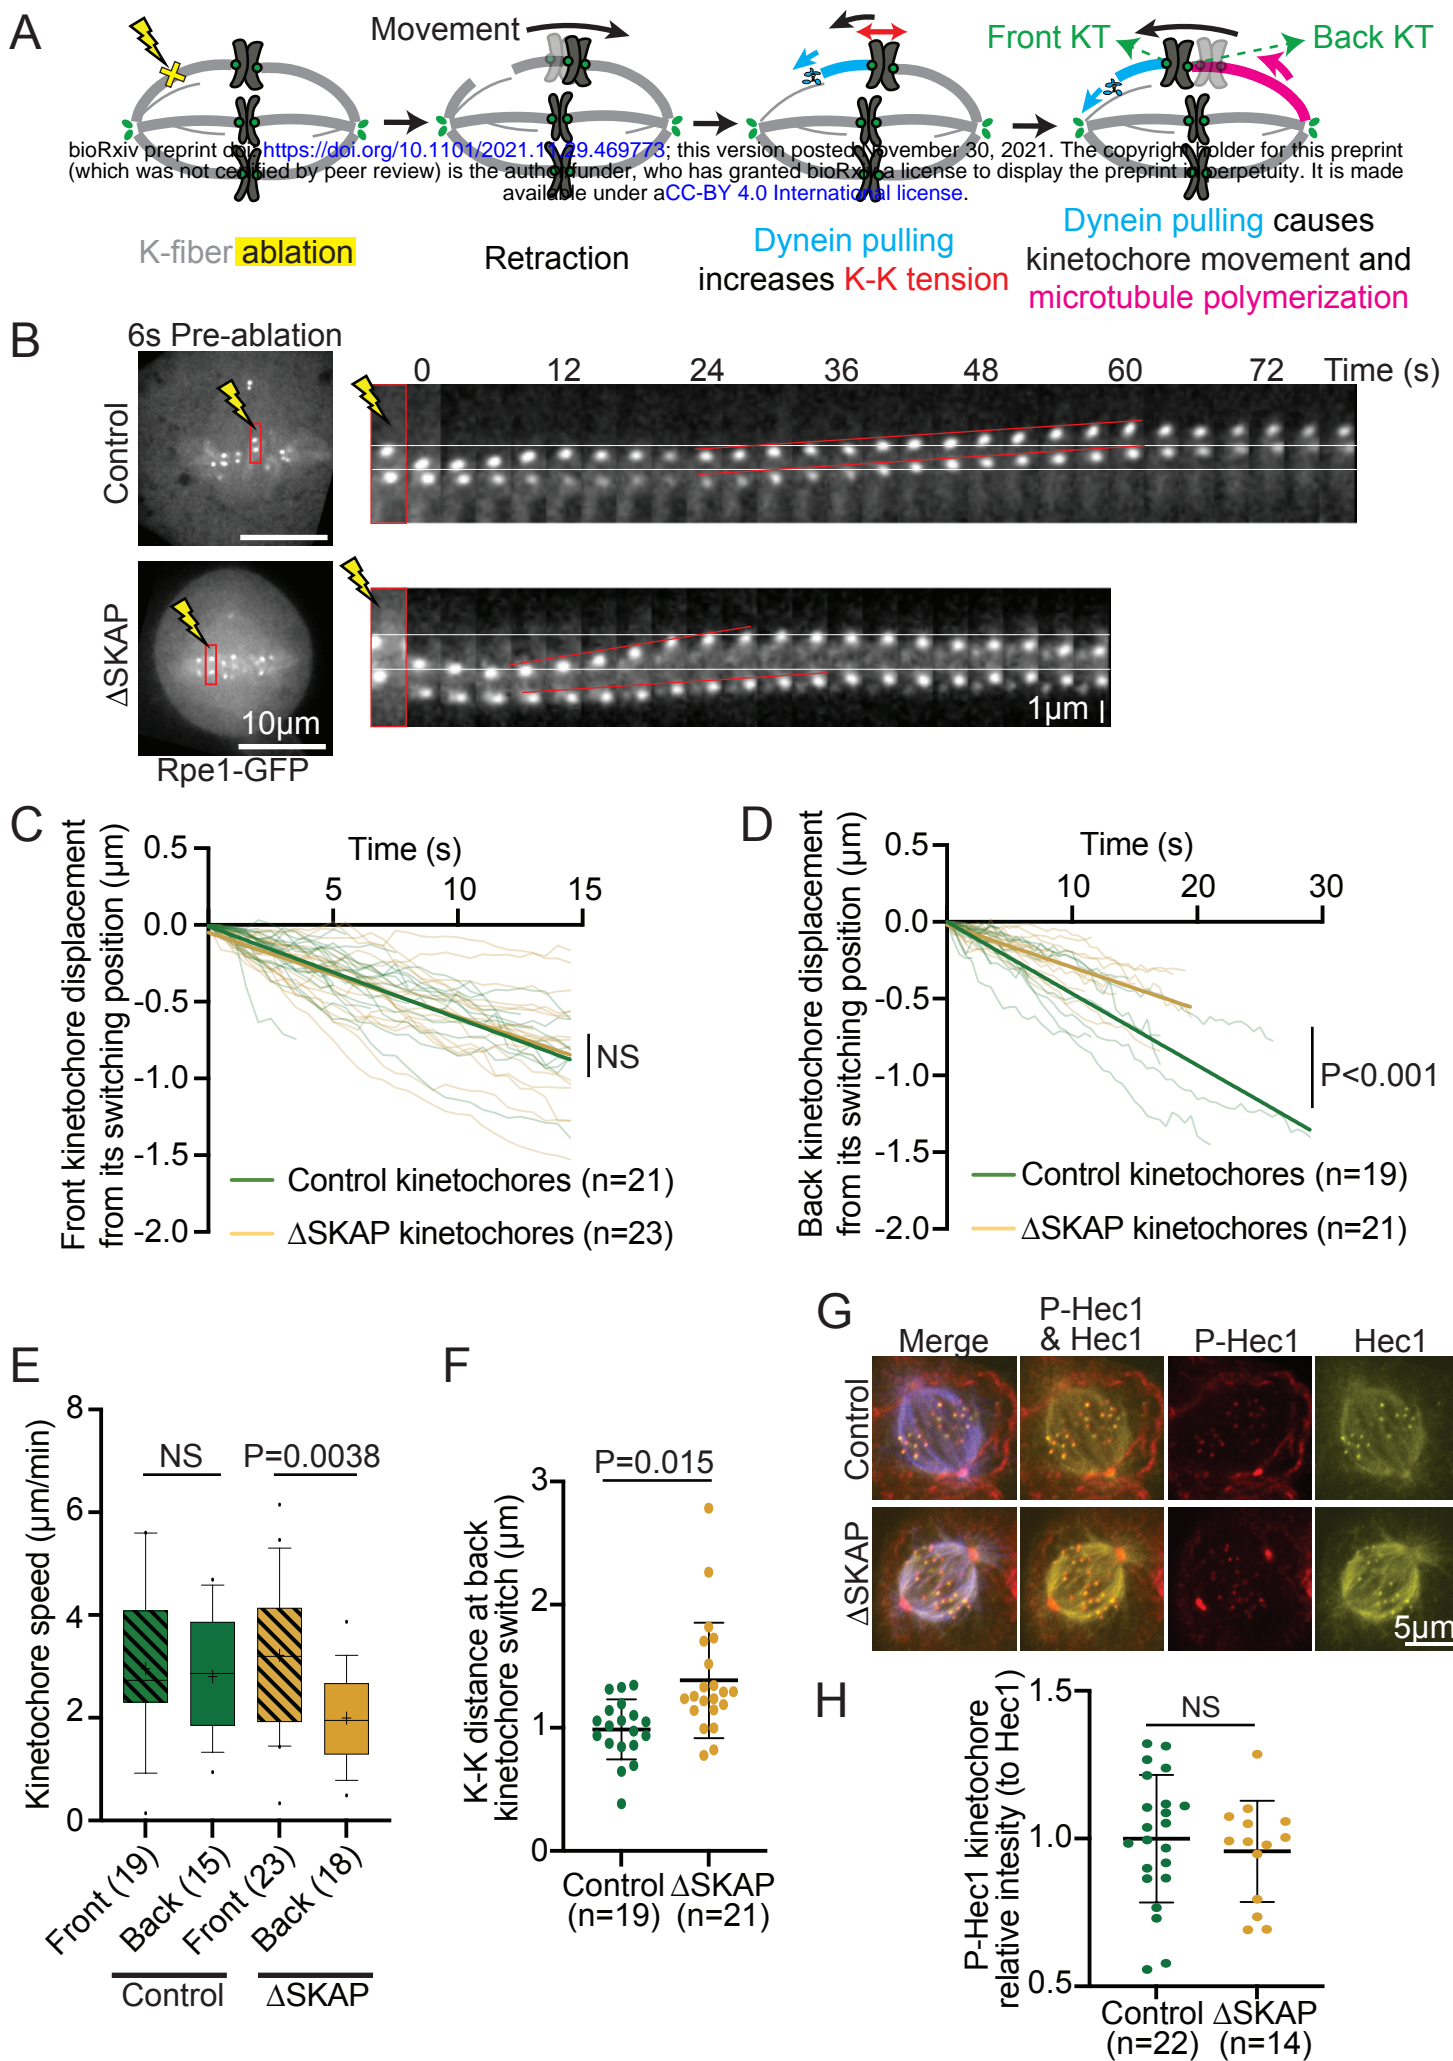 A
Movement
Front KT
Back KT
bioRxiv preprint doi: https://doi.org/10.1101/2021.11.29.469773; this version posted November 30, 2021. The copyright holder for this preprint
(which was not certified by peer review) is the author/funder, who has granted bioRxiv a license to display the preprint in perpetuity. It is made
available under aCC-BY 4.0 International license.
K-fiber ablation
Retraction
Dynein pulling
increases K-K tension
Dynein pulling causes
kinetochore movement and
microtubule polymerization
B
6s Pre-ablation
0 12 24 36 48 60 72 Time (s)
Control
ΔSKAP
10μm
1μm
Rpe1-GFP
C
Front kinetochore displacement
from its switching position (μm)
Time (s)
0.5
5 10 15
0.0
-0.5
-1.0
-1.5
-2.0
NS
Control kinetochores (n=21)
ΔSKAP kinetochores (n=23)
D
Back kinetochore displacement
from its switching position (μm)
Time (s)
0.5
10 20 30
0.0
-0.5
-1.0
-1.5
-2.0
P<0.001
Control kinetochores (n=19)
ΔSKAP kinetochores (n=21)
E
Kinetochore speed (μm/min)
8
6
4
2
0
NS
P=0.0038
Front (19)
Back (15)
Front (23)
Back (18)
Control
ΔSKAP
F
K-K distance at back
kinetochore switch (μm)
3
2
1
0
P=0.015
Control ΔSKAP
(n=19) (n=21)
G
Merge
P-Hec1
& Hec1
P-Hec1
Hec1
Control
ΔSKAP
5μm
H
P-Hec1 kinetochore
relative intesity (to Hec1)
1.5
1.0
0.5
NS
Control ΔSKAP
(n=22) (n=14)